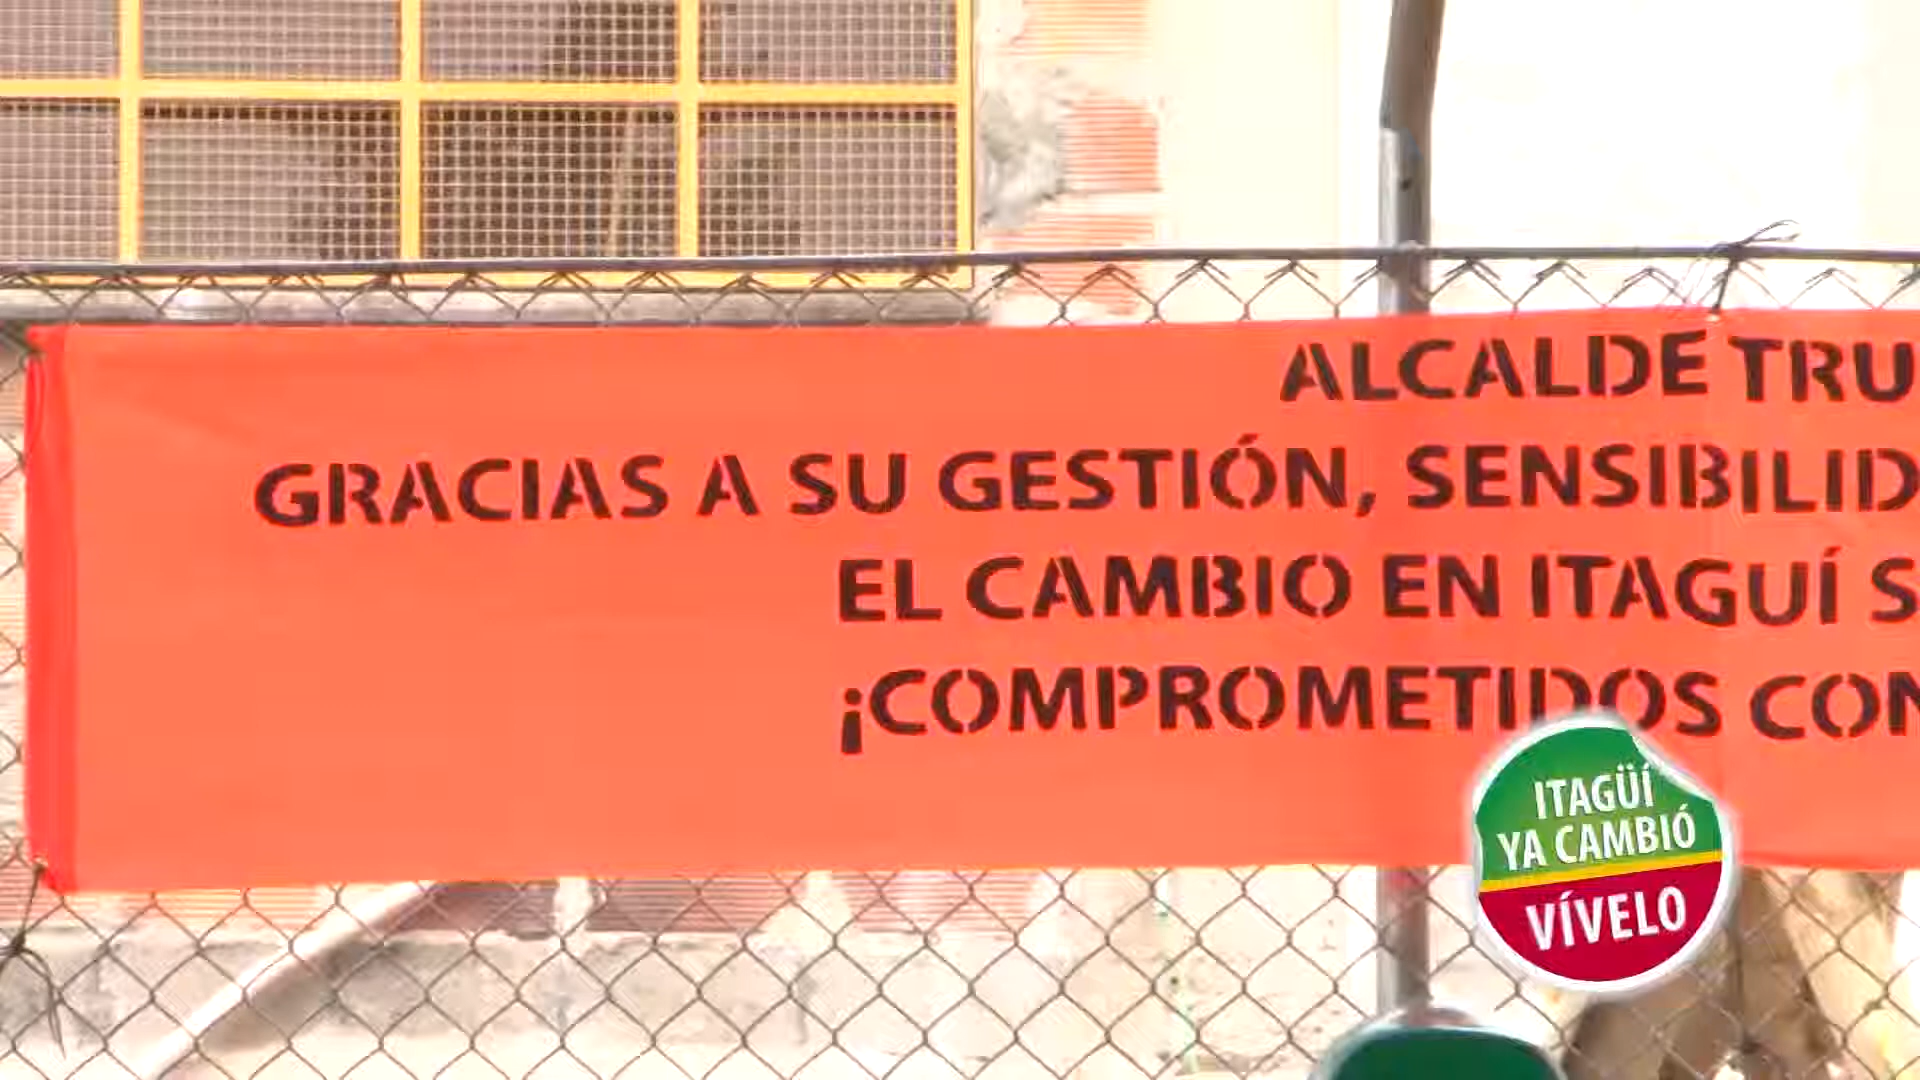 ALCALDE TRU
GRACIAS A SU GESTIÓN, SENSIBILID
EL CAMBIO EN ITAGUÍ S
¡COMPROMETIDOS CON
ITAGÜÍ
YA CAMBIÓ
VÍVELO